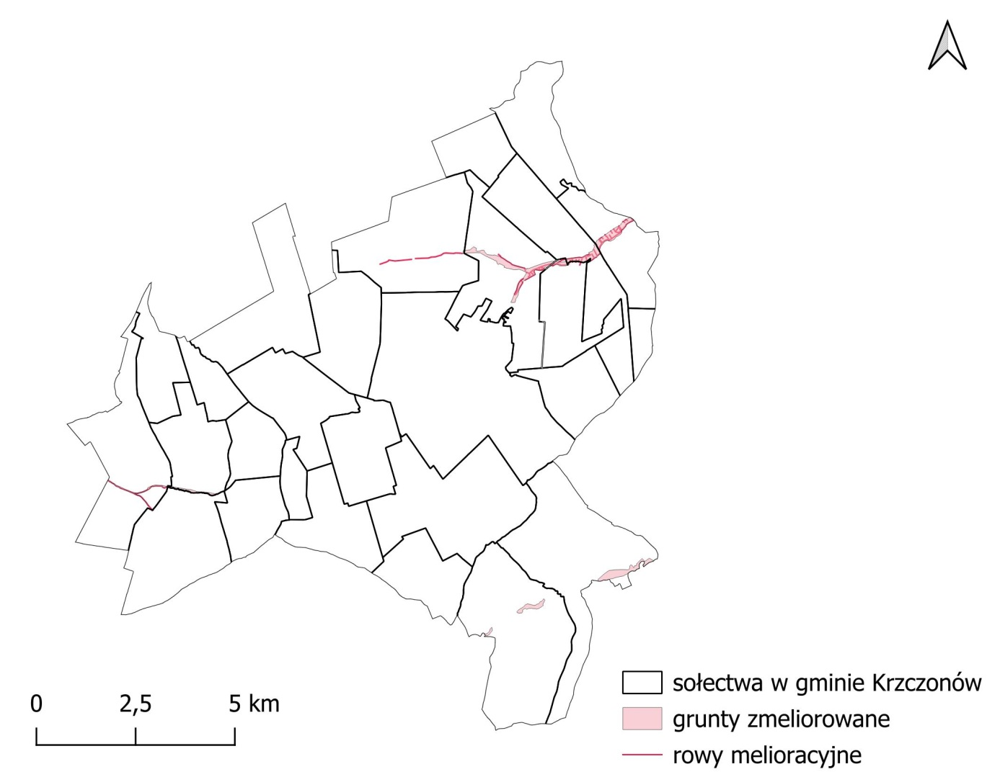 0 2,5 5 km
sołectwa w gminie Krzczonów
grunty zmeliorowane
rowy melioracyjne